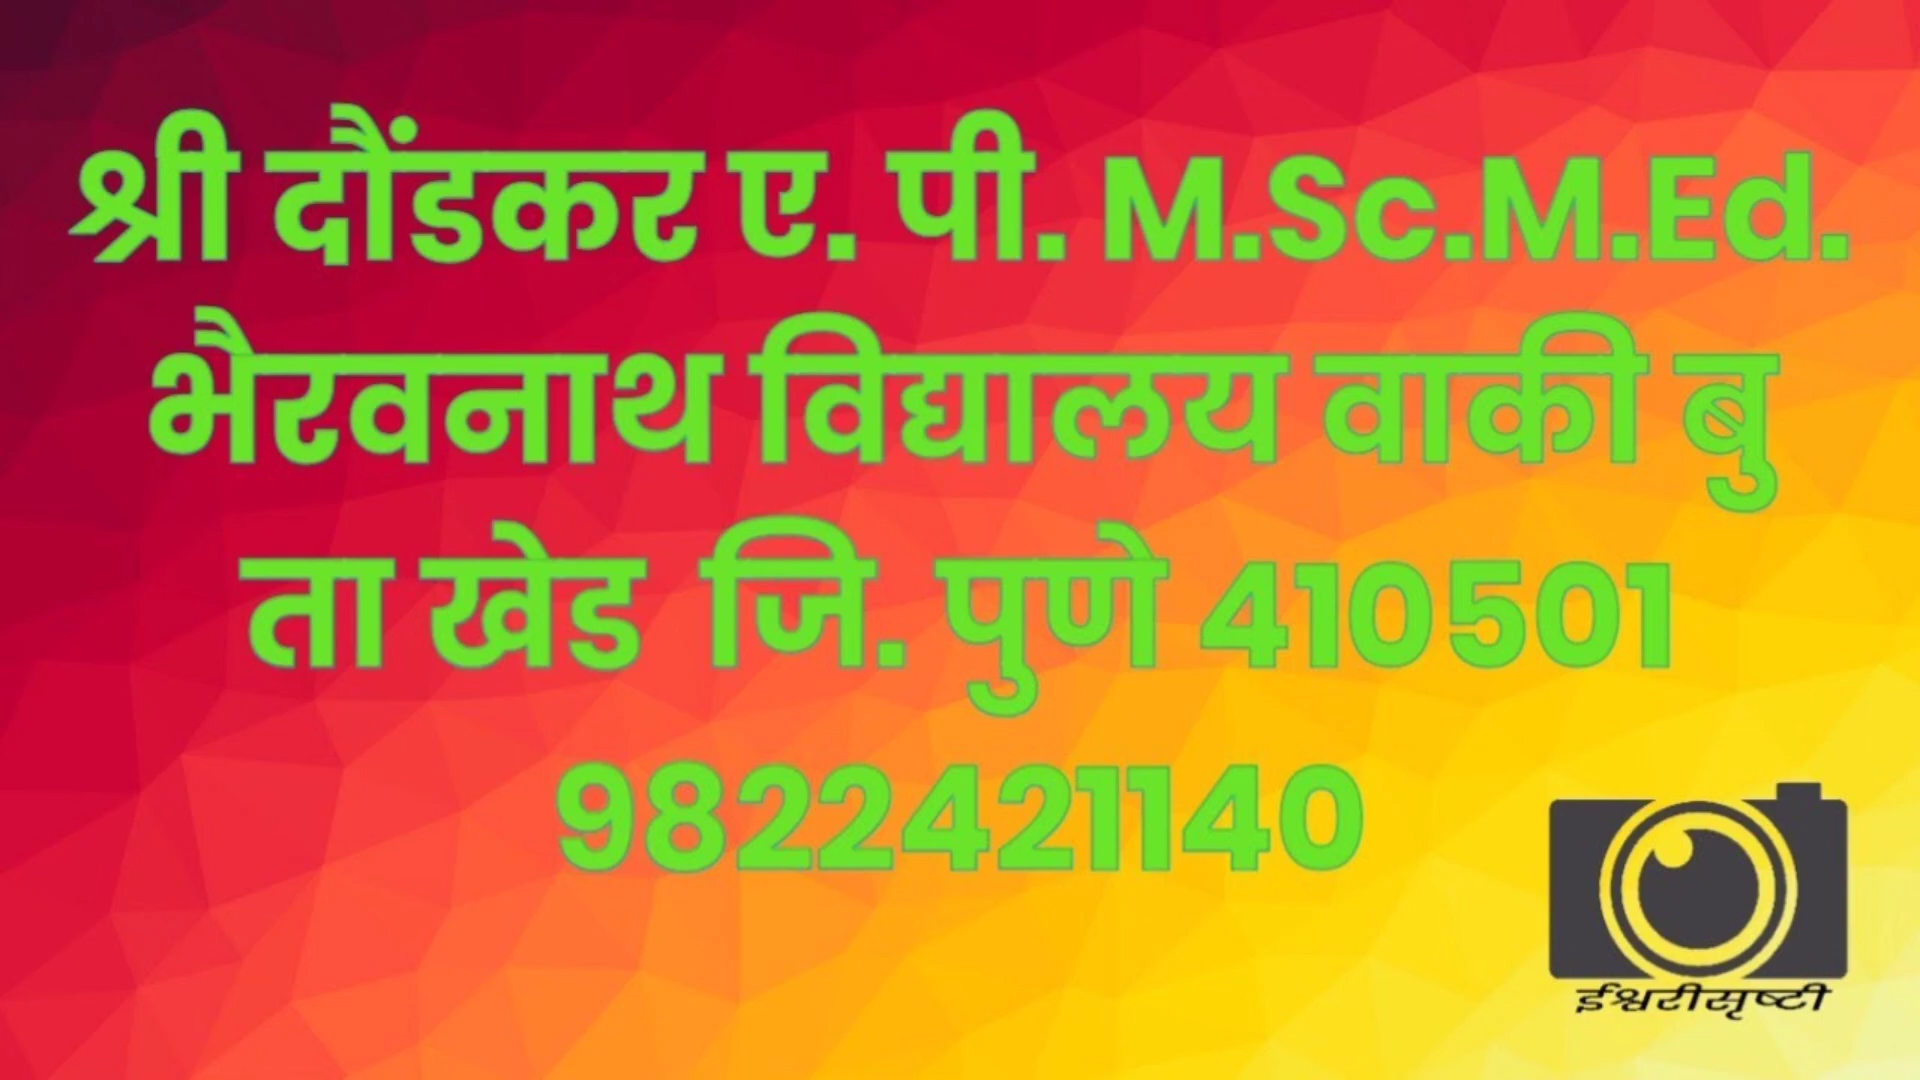 श्री दौंडकर ए. पी. M.Sc.M.Ed.
भैरवनाथ विद्यालय वाकी बु
ता खेड जि. पुणे 410501
9822421140
ईश्वरीसृष्टी